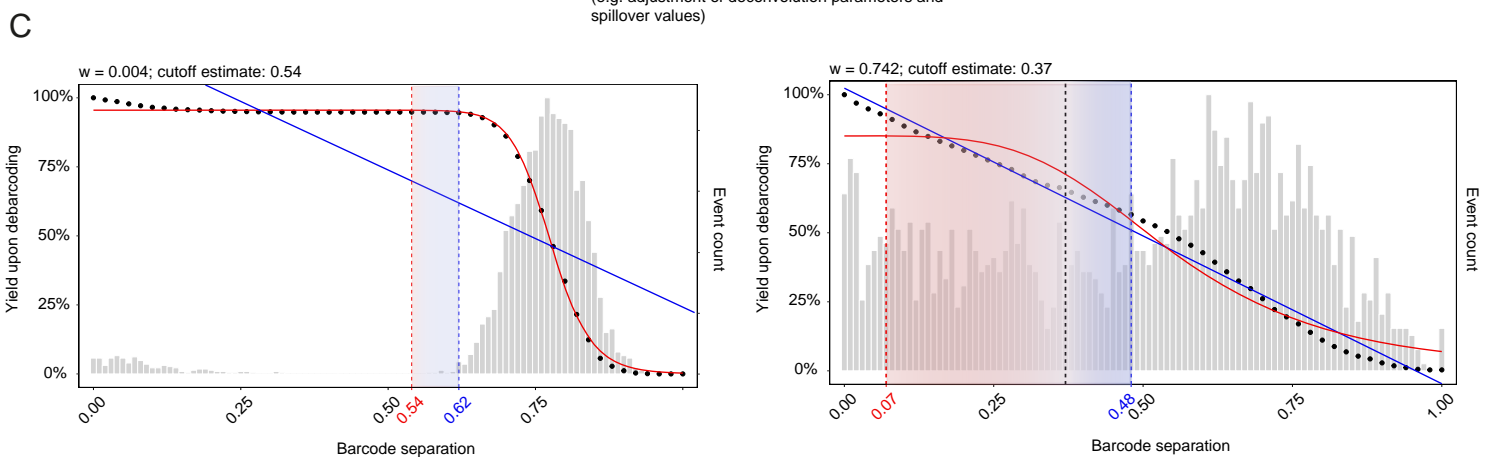 spillover values)
C
w = 0.004; cutoff estimate: 0.54
100%
75%
50%
25%
0%
Yield upon debarcoding
Event count
0.00
0.25
0.50
0.54
0.62
0.75
Barcode separation
w = 0.742; cutoff estimate: 0.37
100%
75%
50%
25%
0%
Yield upon debarcoding
Event count
0.00
0.07
0.25
0.48
0.50
0.75
1.00
Barcode separation